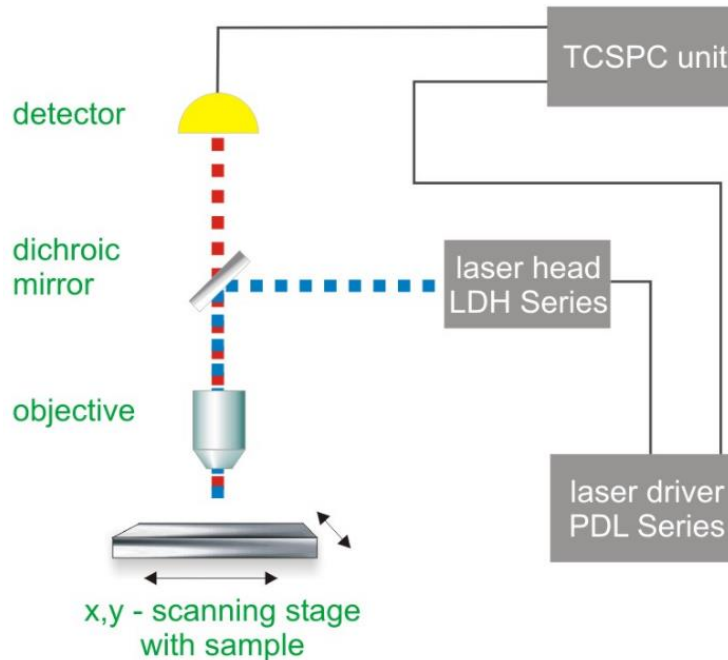 TCSPC unit
detector
dichroic
mirror
laser head
LDH Series
objective
laser driver
PDL Series
x,y - scanning stage
with sample